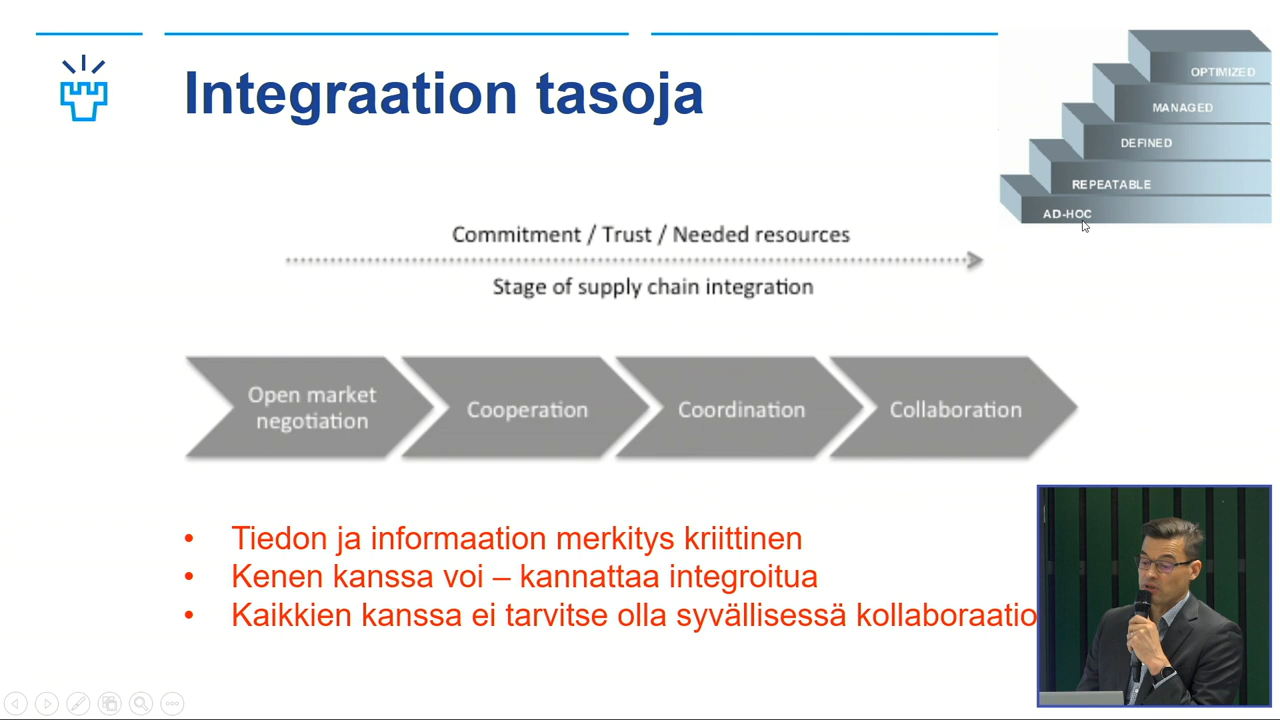 Integraation tasoja
OPTIMIZED
MANAGED
DEFINED
REPEATABLE
AD-HOC
Commitment / Trust / Needed resources
Stage of supply chain integration
Open market
negotiation
Cooperation
Coordination
Collaboration
• Tiedon ja informaation merkitys kriittinen
• Kenen kanssa voi – kannattaa integroitua
• Kaikkien kanssa ei tarvitse olla syvällisessä kollaboraatio